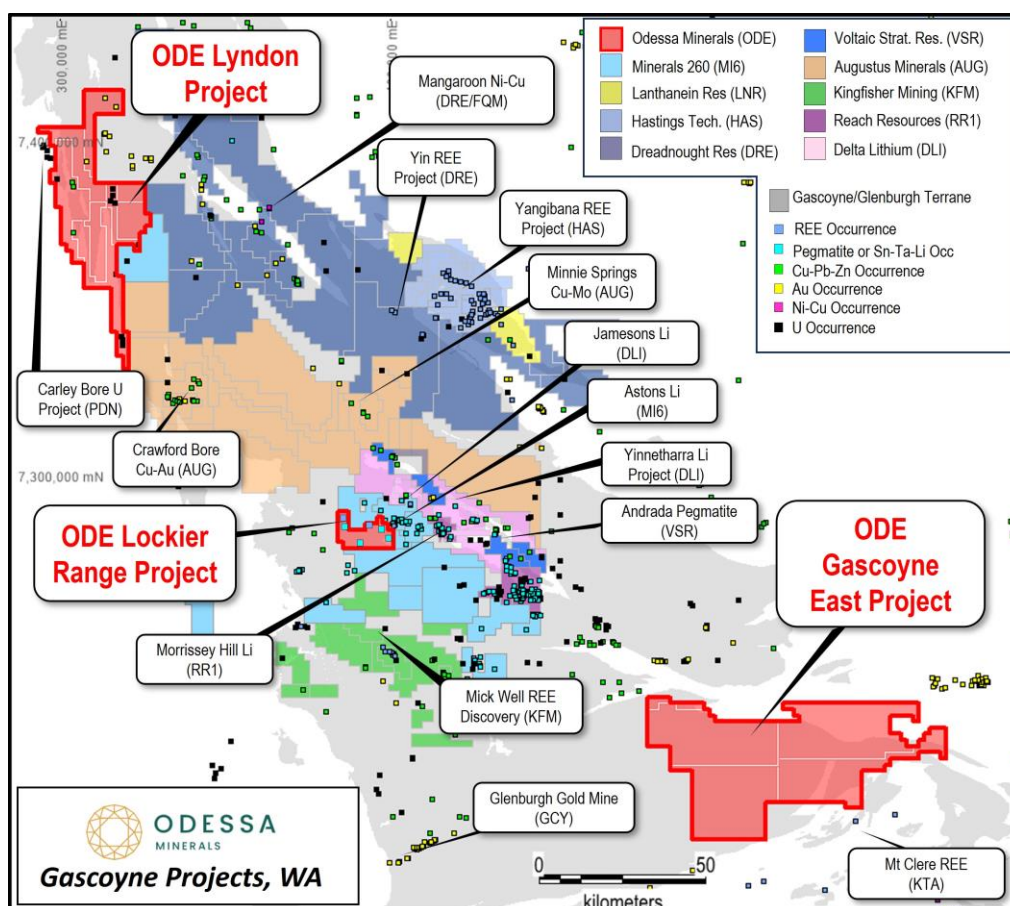 300,000 mE
7,400,000 mN
7,300,000 mN
ODE Lyndon
Project
Mangaroon Ni-Cu
(DRE/FQM)
Yin REE
Project (DRE)
Yangibana REE
Project (HAS)
Minnie Springs
Cu-Mo (AUG)
Jamesons Li
(DLI)
Astons Li
(MI6)
Yinnetharra Li
Project (DLI)
Andrada Pegmatite
(VSR)
Carley Bore U
Project (PDN)
Crawford Bore
Cu-Au (AUG)
ODE Lockier
Range Project
ODE
Gascoyne
East Project
Morrissey Hill Li
(RR1)
Mick Well REE
Discovery (KFM)
Glenburgh Gold Mine
(GCY)
Mt Clere REE
(KTA)
Odessa Minerals (ODE)
Minerals 260 (MI6)
Lanthanein Res (LNR)
Hastings Tech. (HAS)
Dreadnought Res (DRE)
Voltaic Strat. Res. (VSR)
Augustus Minerals (AUG)
Kingfisher Mining (KFM)
Reach Resources (RR1)
Delta Lithium (DLI)
Gascoyne/Glenburgh Terrane
REE Occurrence
Pegmatite or Sn-Ta-Li Occ
Cu-Pb-Zn Occurrence
Au Occurrence
Ni-Cu Occurrence
U Occurrence
ODESSA
MINERALS
Gascoyne Projects, WA
0 50
kilometers